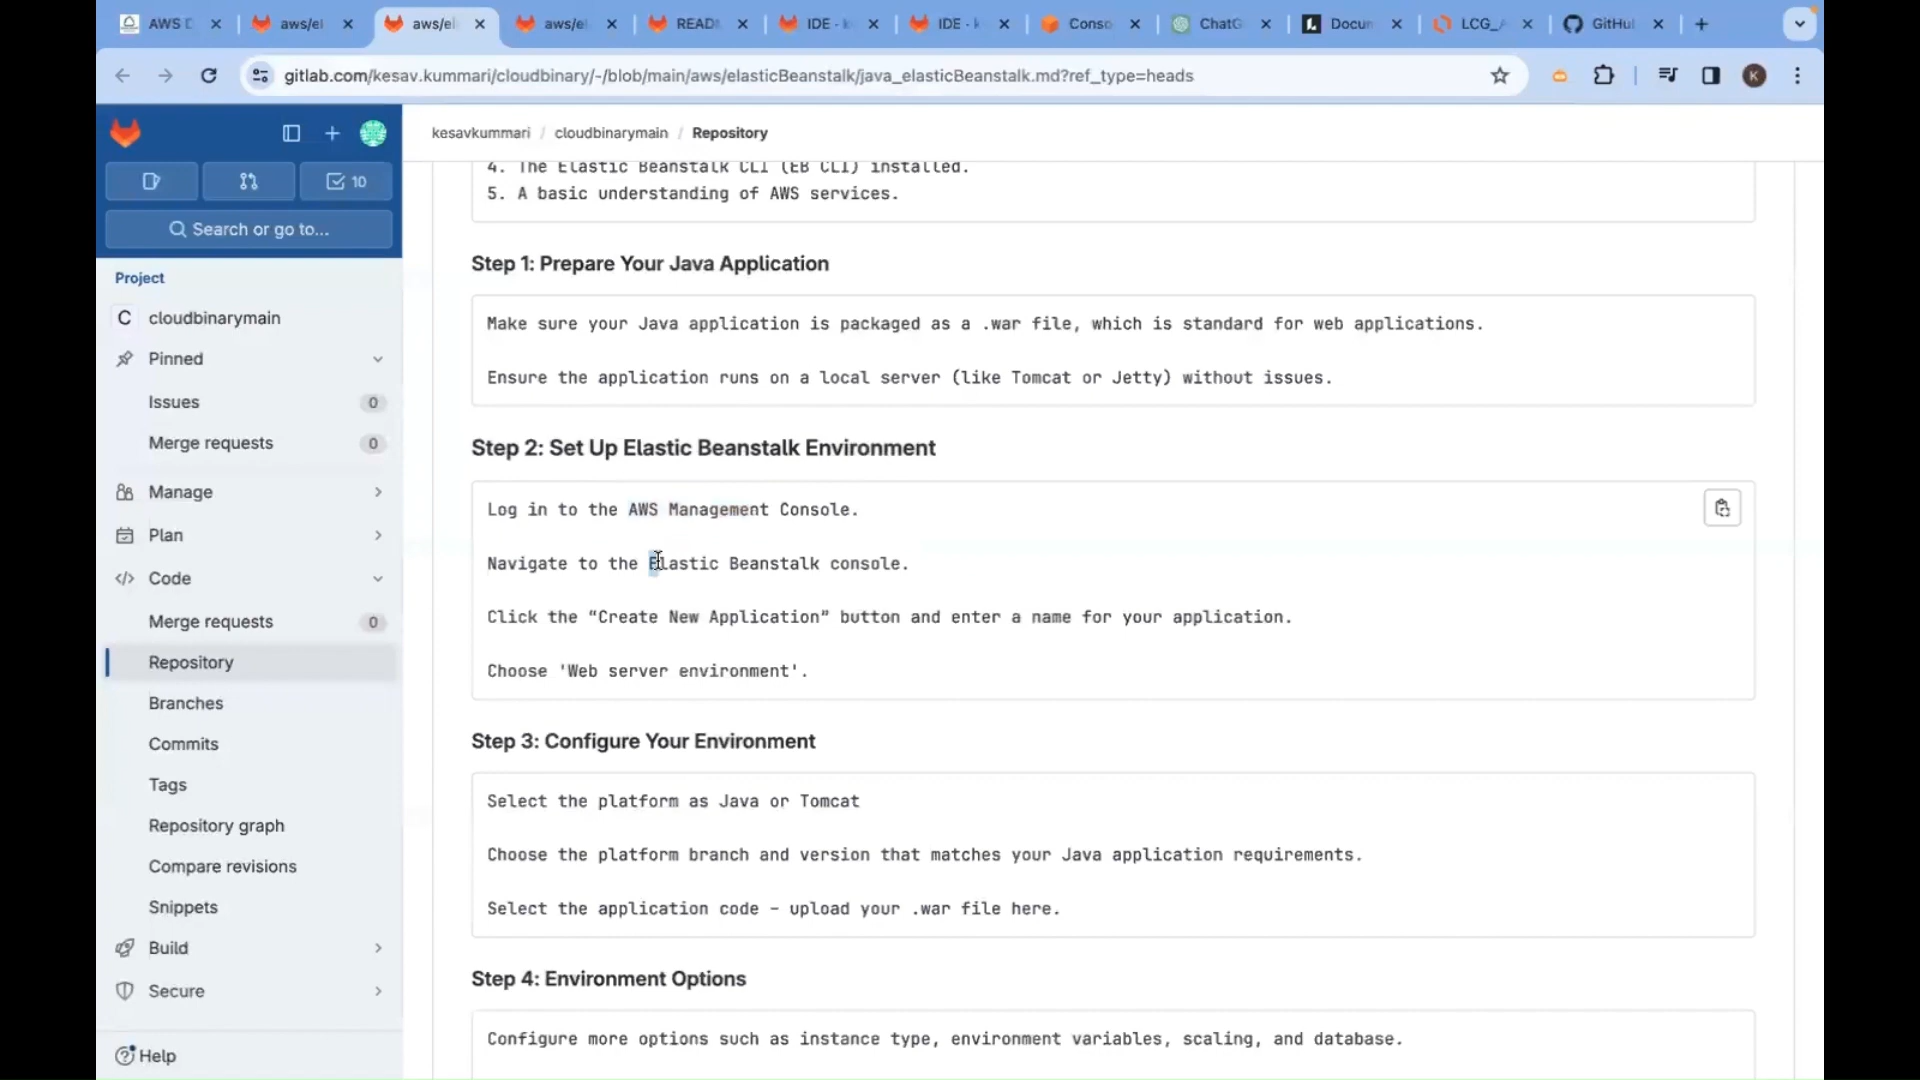 AWS D
aws/el
aws/el
aws/el
READ
IDE - k
IDE - k
Conso
ChatG
Docum
LCG_A
GitHub
gitlab.com/kesav.kummari/cloudbinary/-/blob/main/aws/elasticBeanstalk/java_elasticBeanstalk.md?ref_type=heads
K
10
Search or go to...
Project
C cloudbinarymain
Pinned
Issues 0
Merge requests 0
Manage
Plan
Code
Merge requests 0
Repository
Branches
Commits
Tags
Repository graph
Compare revisions
Snippets
Build
Secure
Help
kesavkummari / cloudbinarymain / Repository
4. The Elastic Beanstalk CLI (EB CLI) installed.
5. A basic understanding of AWS services.
Step 1: Prepare Your Java Application
Make sure your Java application is packaged as a .war file, which is standard for web applications.
Ensure the application runs on a local server (like Tomcat or Jetty) without issues.
Step 2: Set Up Elastic Beanstalk Environment
Log in to the AWS Management Console.
Navigate to the Elastic Beanstalk console.
Click the “Create New Application” button and enter a name for your application.
Choose 'Web server environment'.
Step 3: Configure Your Environment
Select the platform as Java or Tomcat
Choose the platform branch and version that matches your Java application requirements.
Select the application code – upload your .war file here.
Step 4: Environment Options
Configure more options such as instance type, environment variables, scaling, and database.